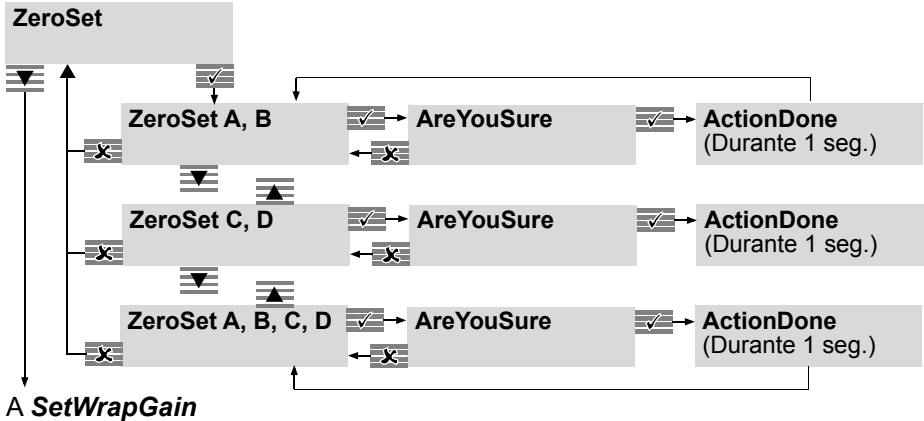 ZeroSet
ZeroSet A, B
AreYouSure
ActionDone
(Durante 1 seg.)
ZeroSet C, D
AreYouSure
ActionDone
(Durante 1 seg.)
ZeroSet A, B, C, D
AreYouSure
ActionDone
(Durante 1 seg.)
A SetWrapGain